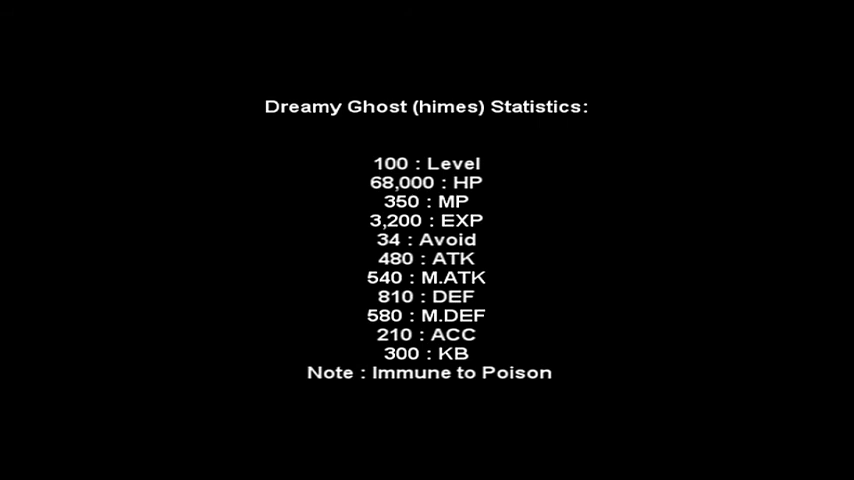 Dreamy Ghost (himes) Statistics:
100 : Level
68,000 : HP
350 : MP
3,200 : EXP
34 : Avoid
480 : ATK
540 : M.ATK
810 : DEF
580 : M.DEF
210 : ACC
300 : KB
Note : Immune to Poison